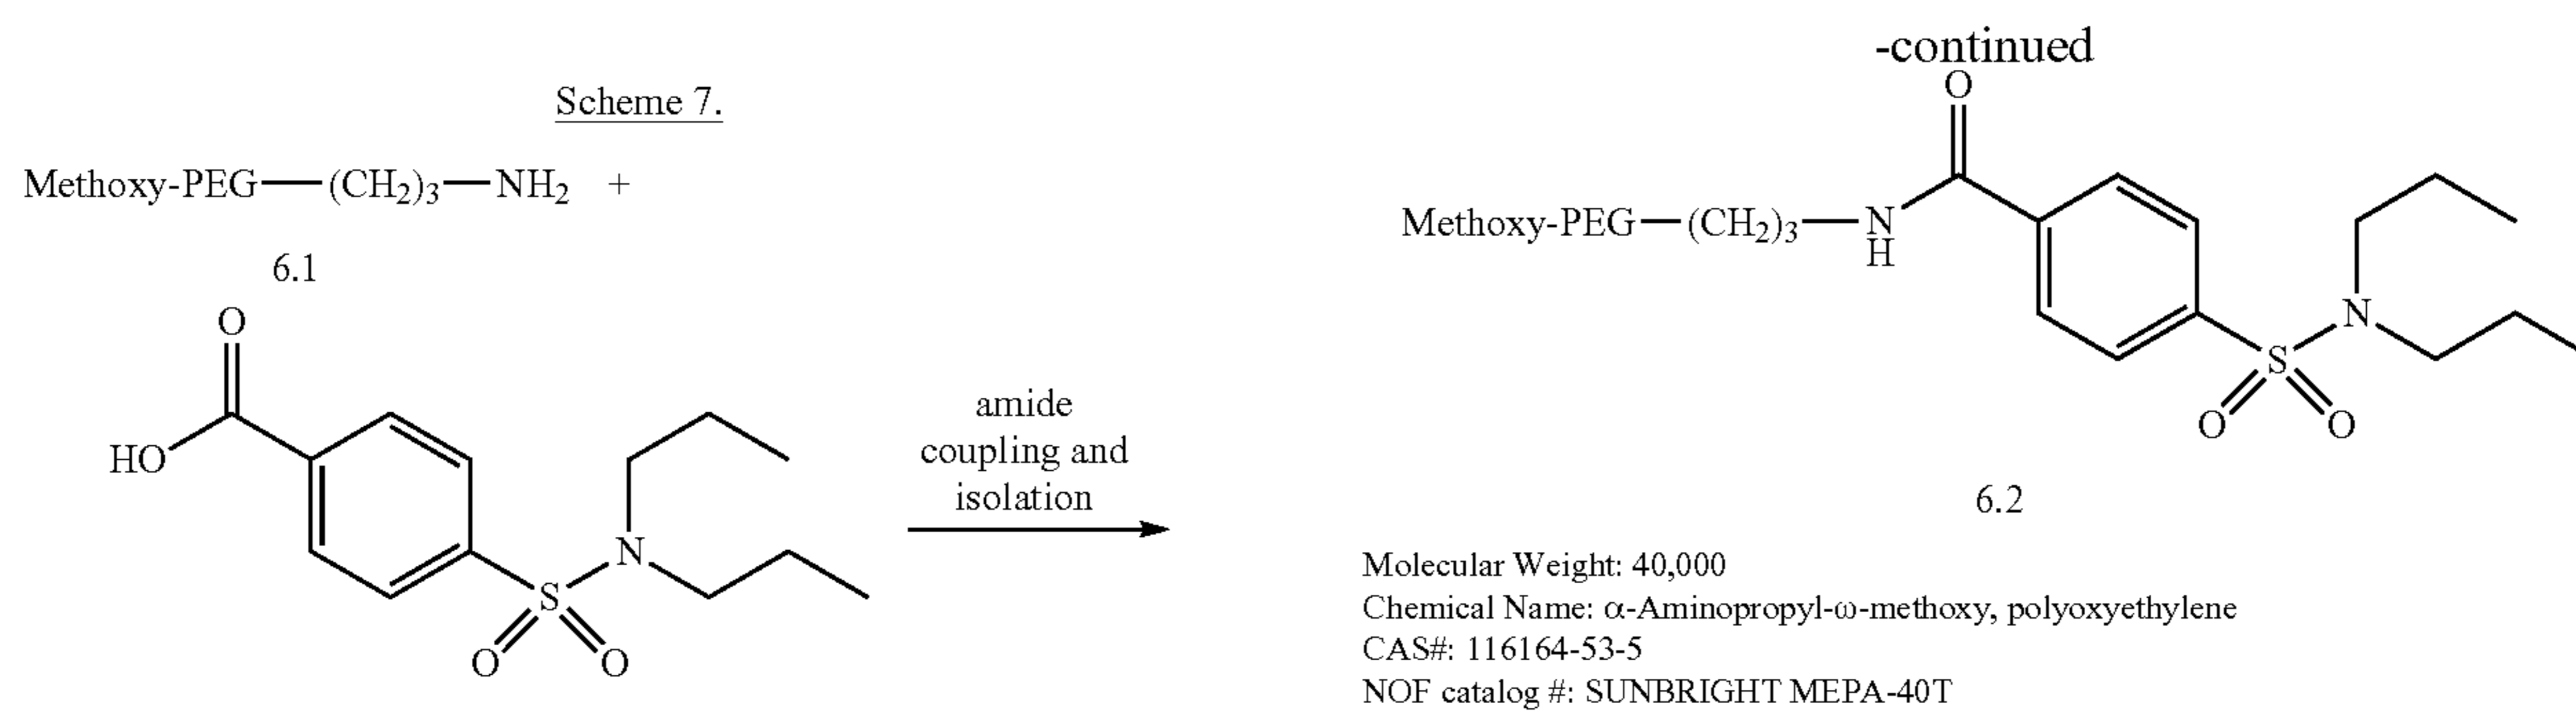 Scheme 7.
Methoxy-PEG—(CH2)3—NH2 +
6.1
O
HO
N
S
O O
amide
coupling and
isolation
-continued
O
Methoxy-PEG—(CH2)3—N
H
N
S
O O
6.2
Molecular Weight: 40,000
Chemical Name: α-Aminopropyl-ω-methoxy, polyoxyethylene
CAS#: 116164-53-5
NOF catalog #: SUNBRIGHT MEPA-40T